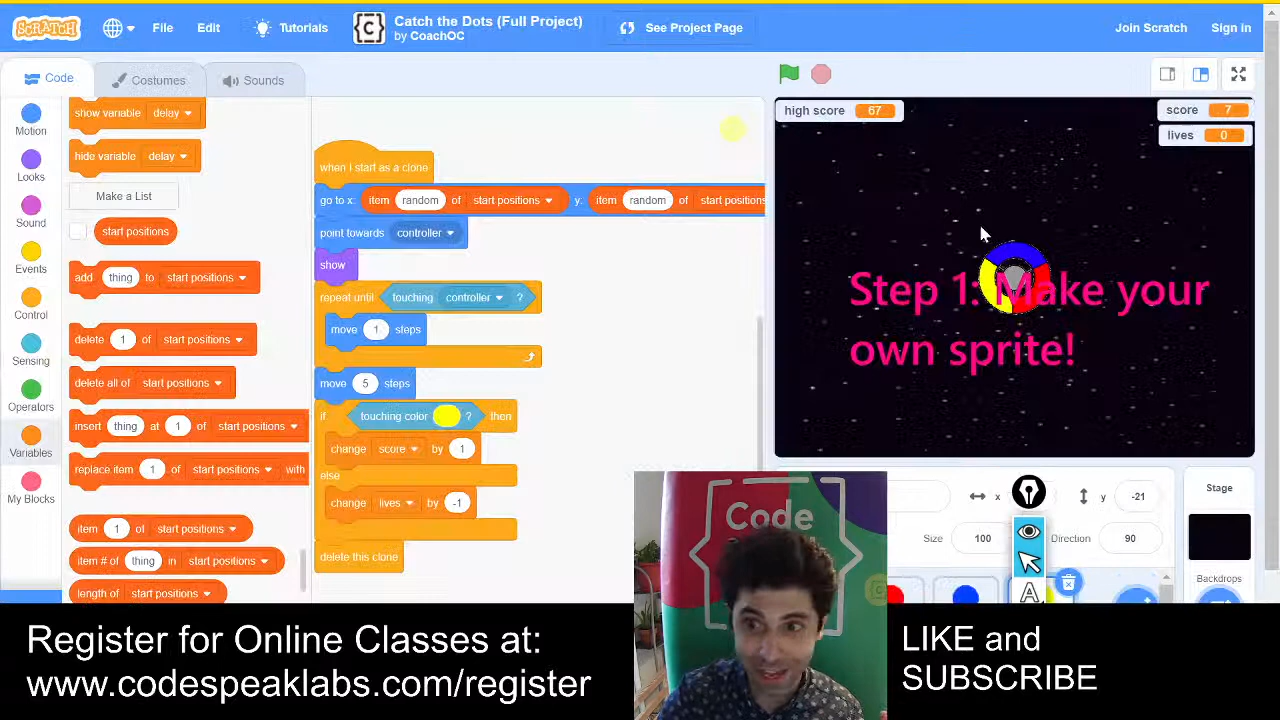 SCRATCH
File
Edit
Tutorials
Catch the Dots (Full Project)
by CoachOC
See Project Page
Join Scratch
Sign in
Code
Costumes
Sounds
Motion
Looks
Sound
Events
Control
Sensing
Operators
Variables
My Blocks
show variable delay
hide variable delay
Make a List
start positions
add thing to start positions
delete 1 of start positions
delete all of start positions
insert thing at 1 of start positions
replace item 1 of start positions with
item 1 of start positions
item # of thing in start positions
length of start positions
when I start as a clone
go to x: item random of start positions y: item random of start positions
point towards controller
show
repeat until touching controller ?
move 1 steps
move 5 steps
if touching color ? then
change score by 1
else
change lives by -1
delete this clone
high score 67
score 7
lives 0
Step 1: Make your
own sprite!
x
y -21
Size 100
Direction 90
Stage
Backdrops
A
Code
Register for Online Classes at:
www.codespeaklabs.com/register
LIKE and
SUBSCRIBE